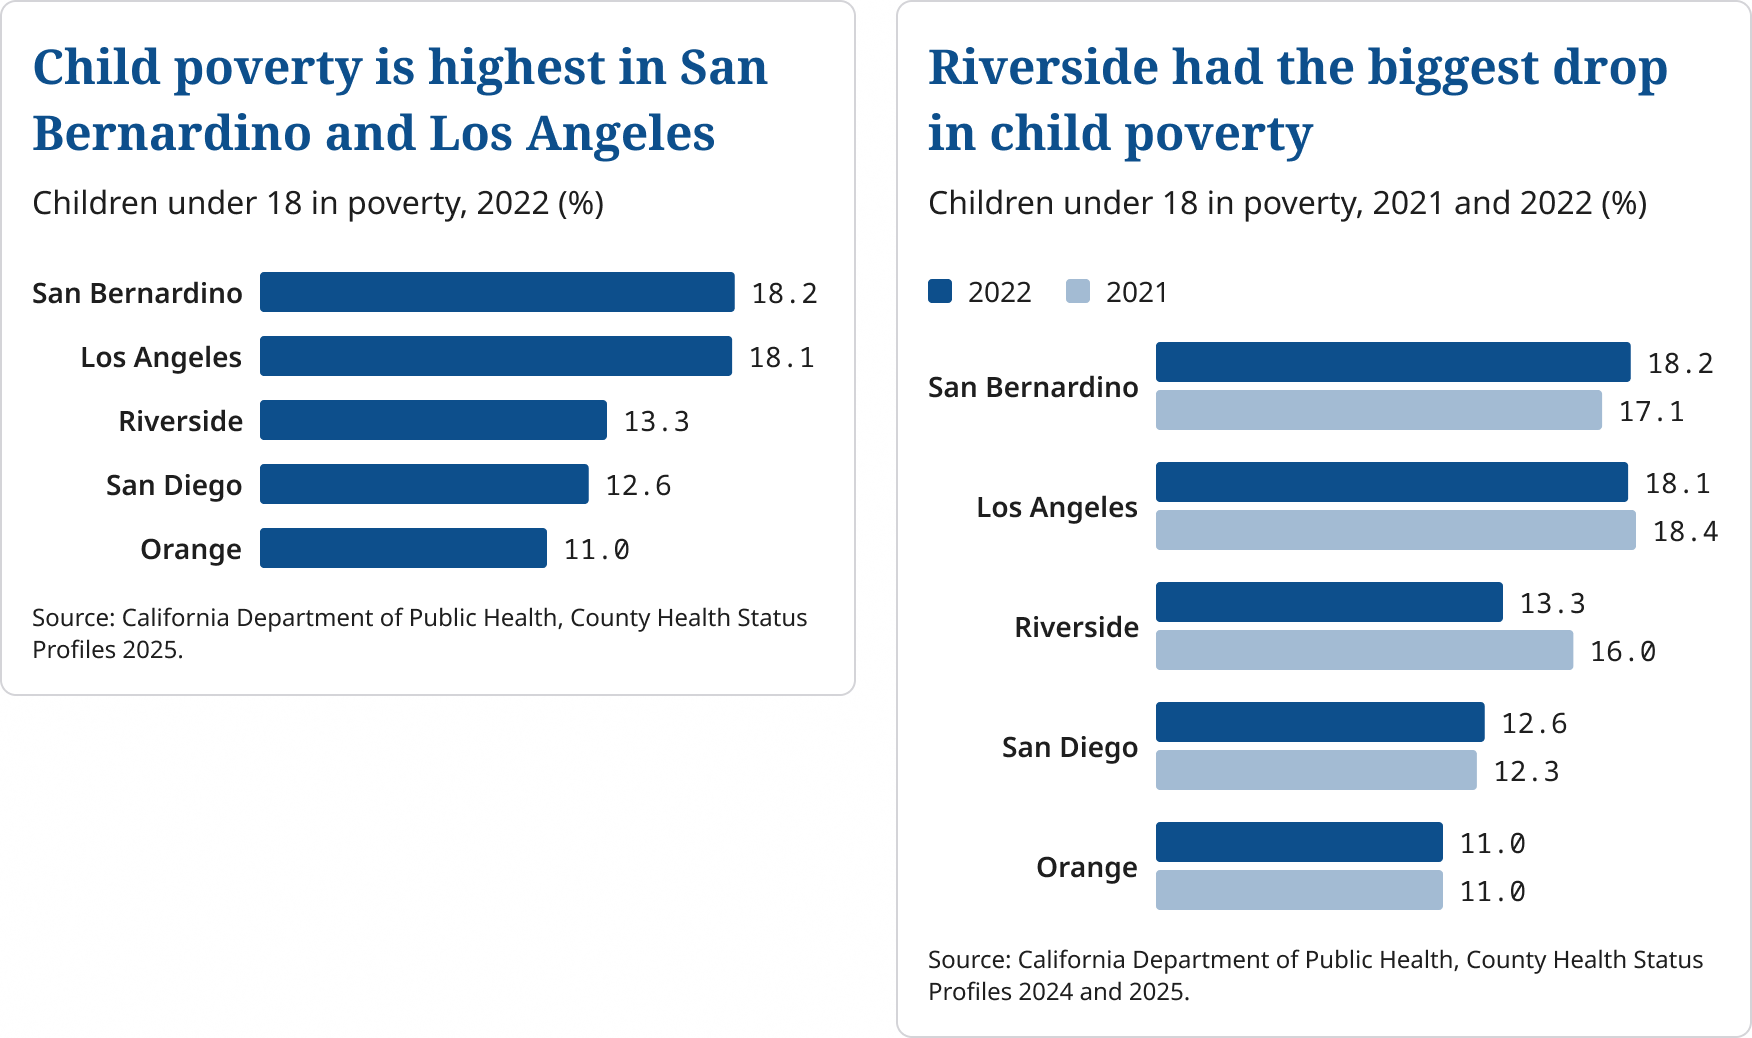 Child poverty is highest in San
Bernardino and Los Angeles
Children under 18 in poverty, 2022 (%)
San Bernardino 18.2
Los Angeles 18.1
Riverside 13.3
San Diego 12.6
Orange 11.0
Source: California Department of Public Health, County Health Status
Profiles 2025.
Riverside had the biggest drop
in child poverty
Children under 18 in poverty, 2021 and 2022 (%)
2022 2021
San Bernardino 18.2
17.1
Los Angeles 18.1
18.4
Riverside 13.3
16.0
San Diego 12.6
12.3
Orange 11.0
11.0
Source: California Department of Public Health, County Health Status
Profiles 2024 and 2025.